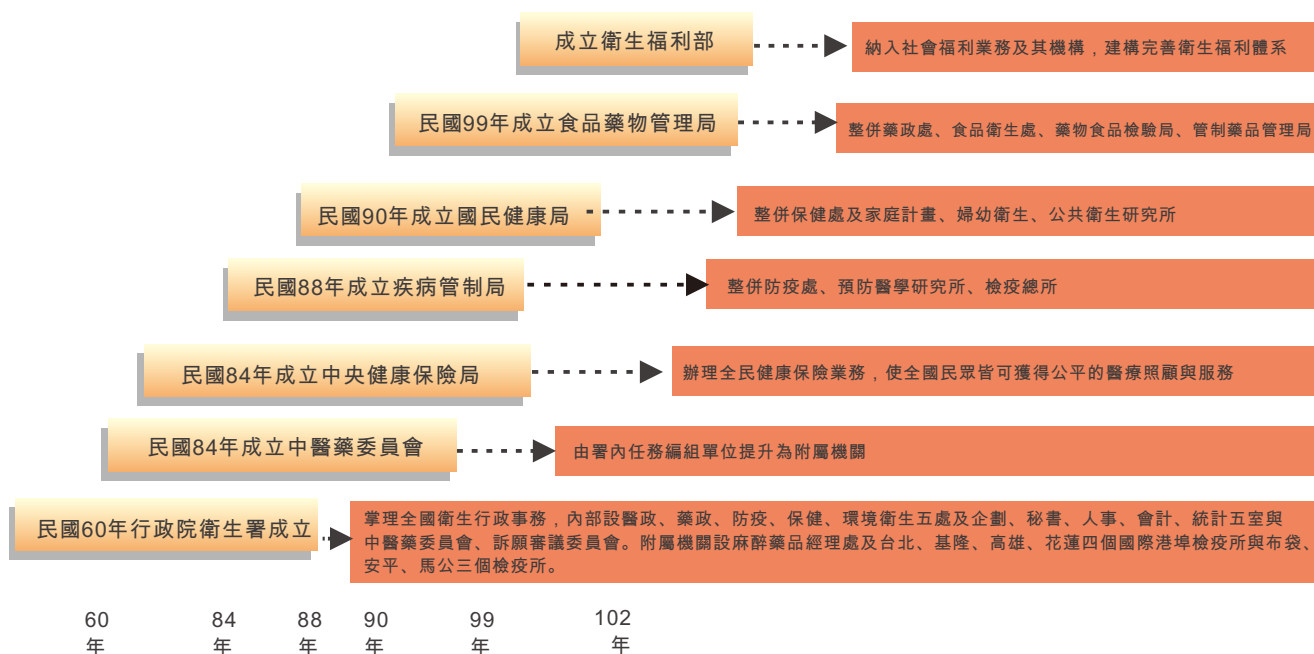 成立衛生福利部
納入社會福利業務及其機構，建構完善衛生福利體系
民國99年成立食品藥物管理局
整併藥政處、食品衛生處、藥物食品檢驗局、管制藥品管理局
民國90年成立國民健康局
整併保健處及家庭計畫、婦幼衛生、公共衛生研究所
民國88年成立疾病管制局
整併防疫處、預防醫學研究所、檢疫總所
民國84年成立中央健康保險局
辦理全民健康保險業務，使全國民眾皆可獲得公平的醫療照顧與服務
民國84年成立中醫藥委員會
由署內任務編組單位提升為附屬機關
民國60年行政院衛生署成立
掌理全國衛生行政事務，內部設醫政、藥政、防疫、保健、環境衛生五處及企劃、秘書、人事、會計、統計五室與
中醫藥委員會、訴願審議委員會。附屬機關設麻醉藥品經理處及台北、基隆、高雄、花蓮四個國際港埠檢疫所與布袋、
安平、馬公三個檢疫所。
60 84 88 90 99 102
年 年 年 年 年 年